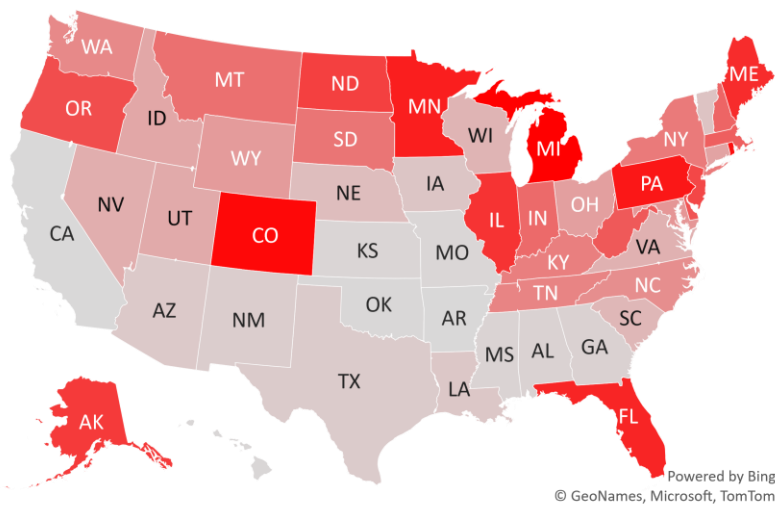 WA
MT
ND
MN
ME
OR
ID
SD
WI
MI
NY
WY
PA
NE
IA
IL
IN
OH
NV
UT
CO
KS
MO
KY
VA
CA
TN
NC
AZ
NM
OK
AR
SC
MS
AL
GA
TX
LA
AK
FL
Powered by Bing
© GeoNames, Microsoft, TomTom